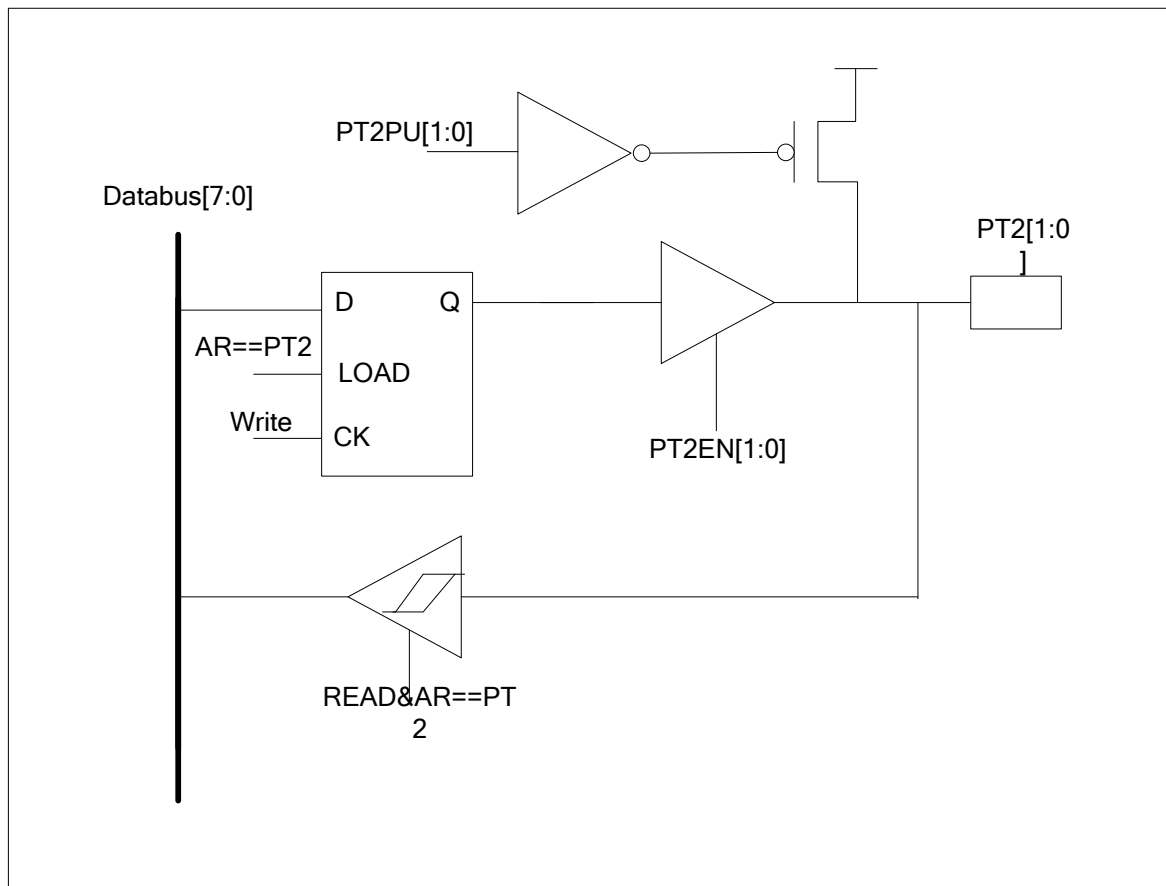 PT2PU[1:0]
Databus[7:0]
PT2[1:0
]
D
Q
AR==PT2
LOAD
Write
CK
PT2EN[1:0]
READ&AR==PT
2